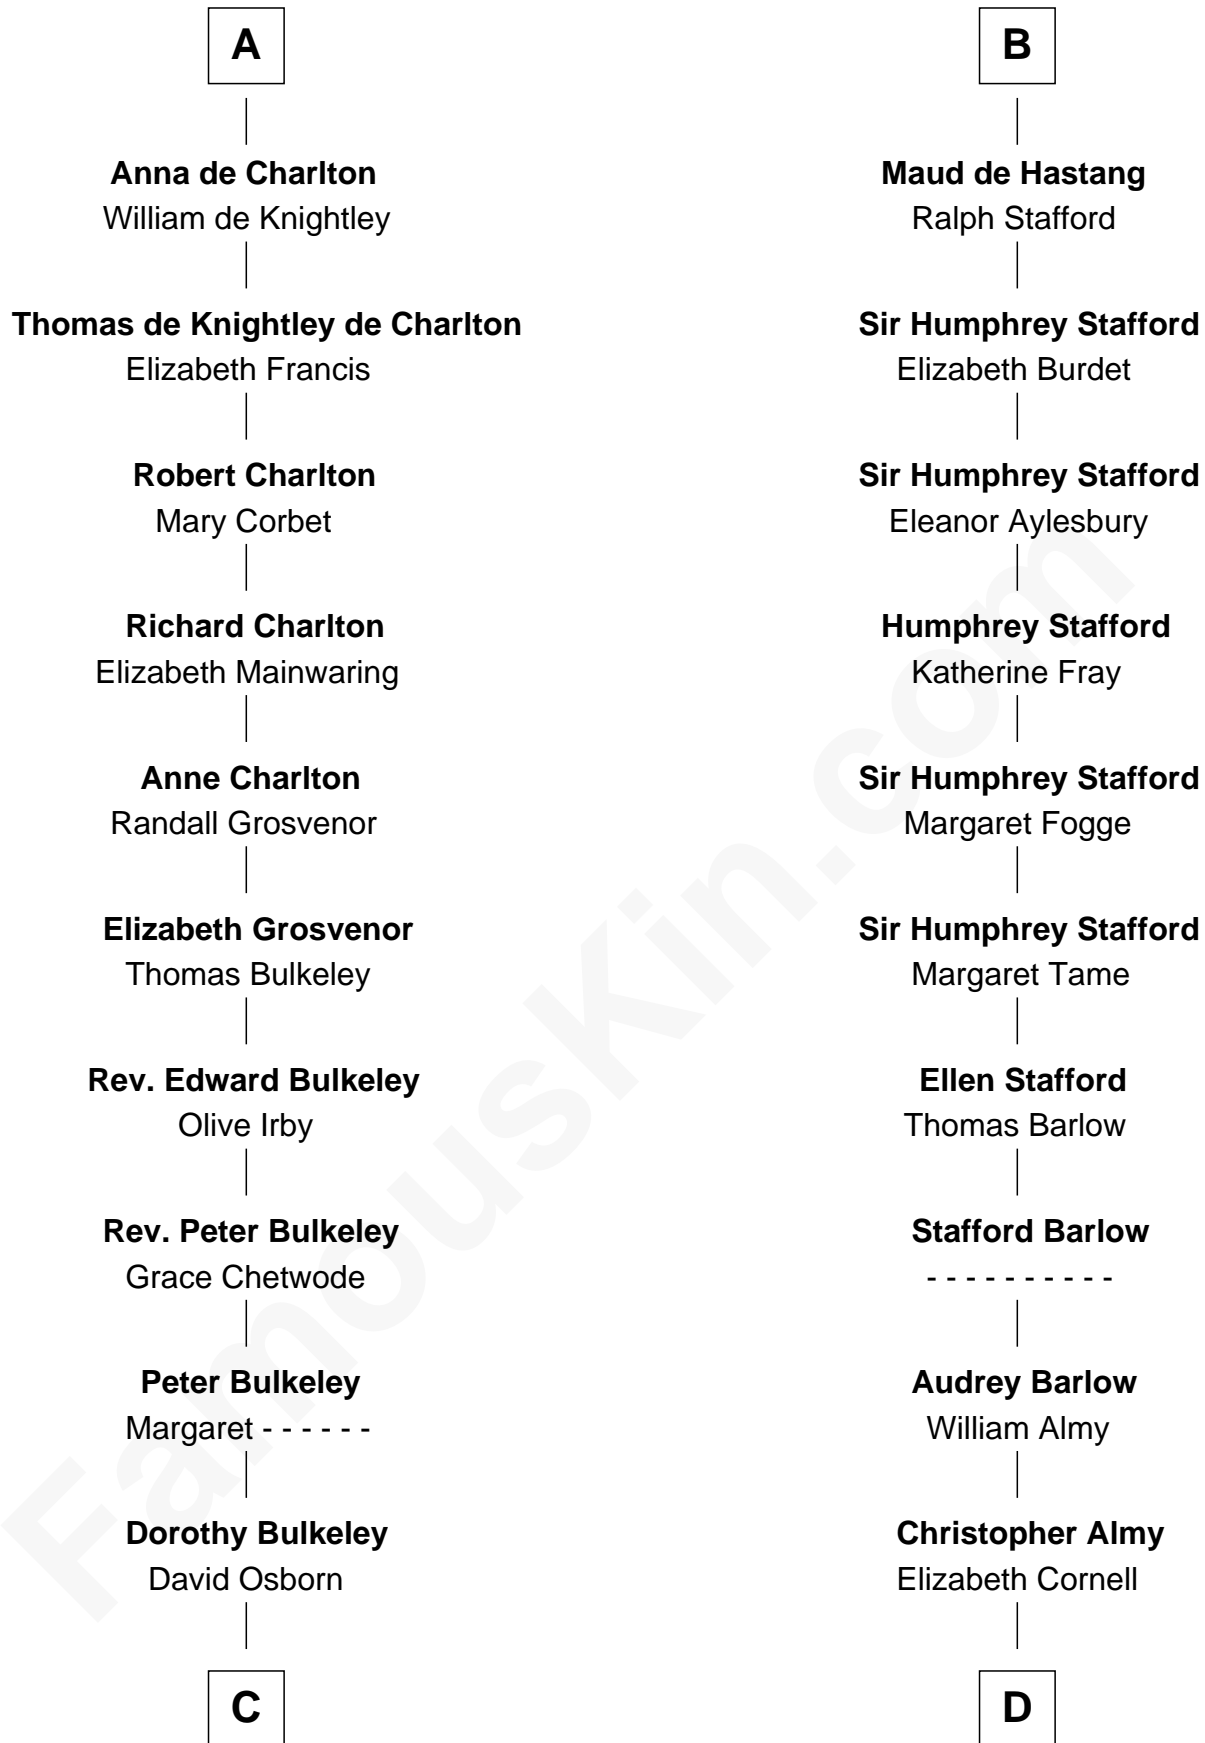 A
Anna de Charlton
William de Knightley
Thomas de Knightley de Charlton
Elizabeth Francis
Robert Charlton
Mary Corbet
Richard Charlton
Elizabeth Mainwaring
Anne Charlton
Randall Grosvenor
Elizabeth Grosvenor
Thomas Bulkeley
Rev. Edward Bulkeley
Olive Irby
Rev. Peter Bulkeley
Grace Chetwode
Peter Bulkeley
Margaret - - - - - -
Dorothy Bulkeley
David Osborn
C
B
Maud de Hastang
Ralph Stafford
Sir Humphrey Stafford
Elizabeth Burdet
Sir Humphrey Stafford
Eleanor Aylesbury
Humphrey Stafford
Katherine Fray
Sir Humphrey Stafford
Margaret Fogge
Sir Humphrey Stafford
Margaret Tame
Ellen Stafford
Thomas Barlow
Stafford Barlow
- - - - - - - - - -
Audrey Barlow
William Almy
Christopher Almy
Elizabeth Cornell
D
FamousKin.com